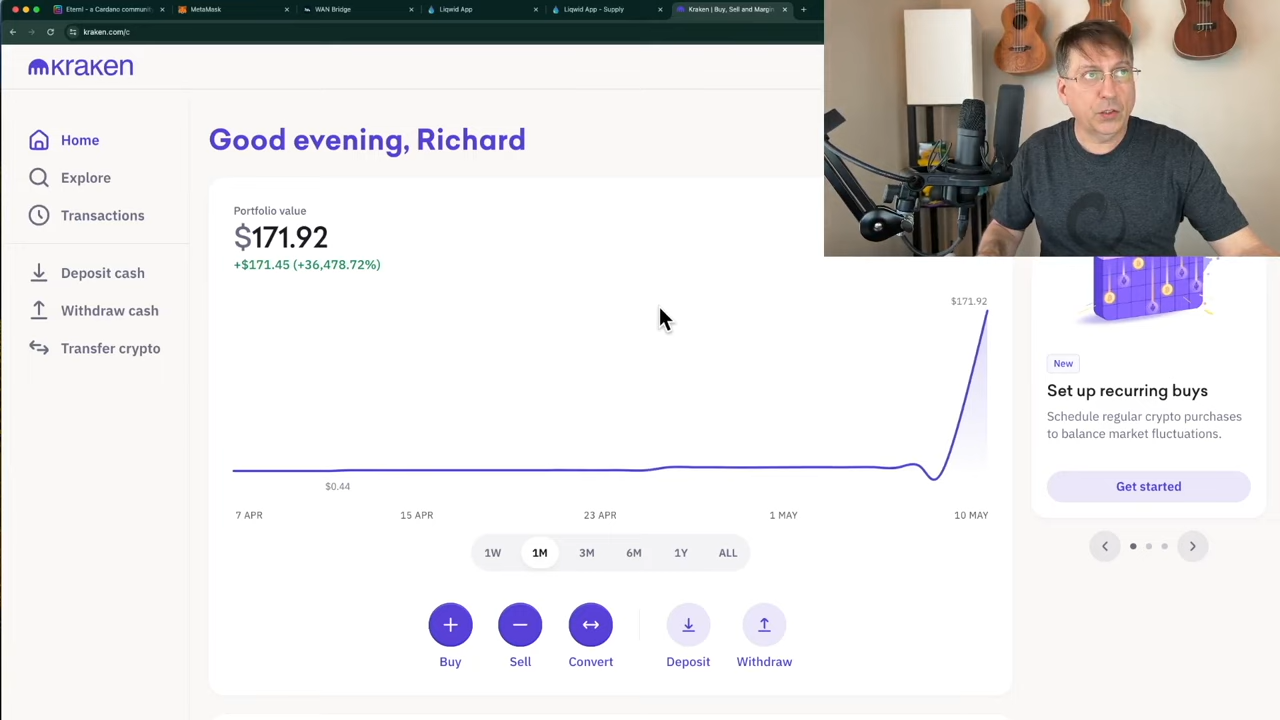 Eternl - a Cardano communit
MetaMask
WAN Bridge
Liqwid App
Liqwid App - Supply
Kraken | Buy, Sell and Margin
kraken.com/c
kraken
Home
Explore
Transactions
Deposit cash
Withdraw cash
Transfer crypto
Good evening, Richard
Portfolio value
$171.92
+$171.45 (+36,478.72%)
$171.92
$0.44
7 APR
15 APR
23 APR
1 MAY
10 MAY
1W
1M
3M
6M
1Y
ALL
Buy
Sell
Convert
Deposit
Withdraw
New
Set up recurring buys
Schedule regular crypto purchases
to balance market fluctuations.
Get started